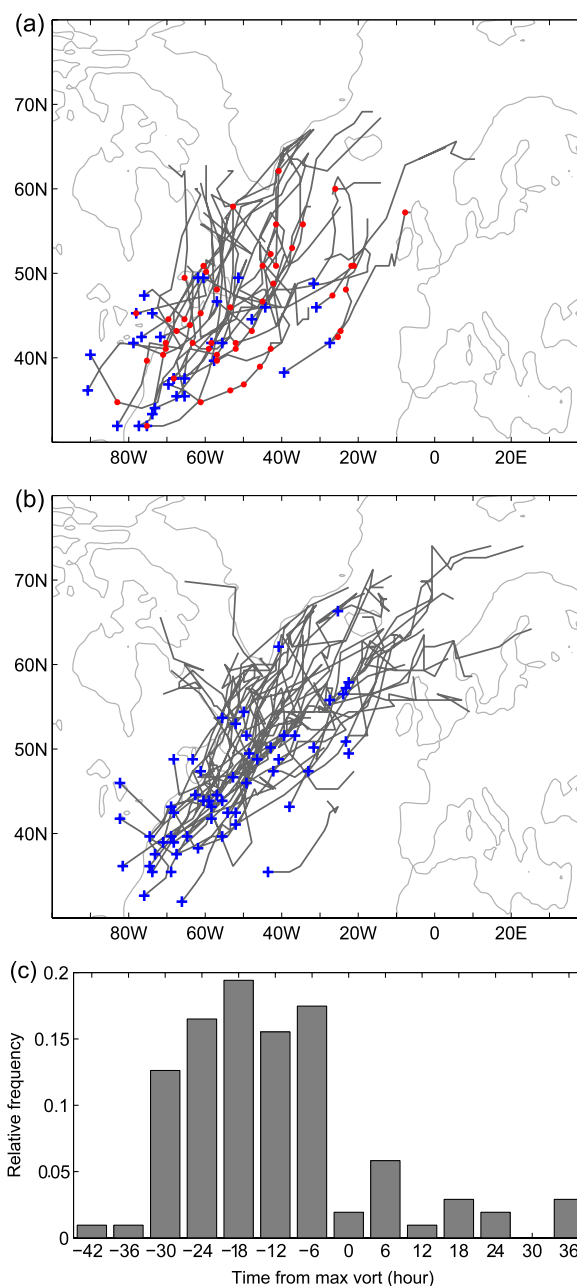 (a)
70N
60N
50N
40N
80W 60W 40W 20W 0 20E
(b)
70N
60N
50N
40N
80W 60W 40W 20W 0 20E
(c)
0.2
0.15
0.1
0.05
0
Relative frequency
−42 −36 −30 −24 −18 −12 −6 0 6 12 18 24 30 36
Time from max vort (hour)